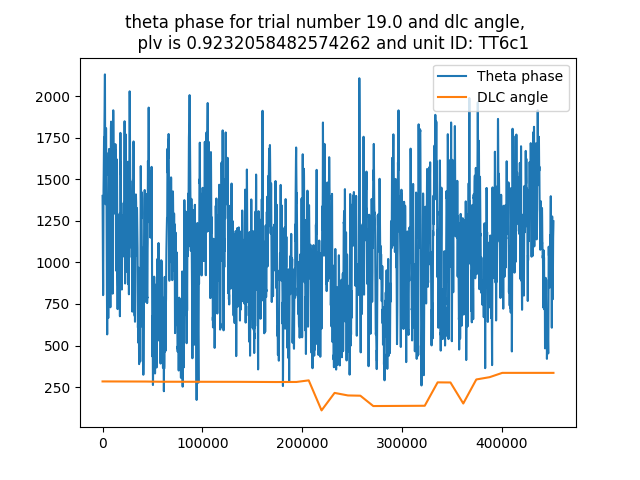 theta phase for trial number 19.0 and dlc angle,
plv is 0.9232058482574262 and unit ID: TT6c1
Theta phase
DLC angle
2000
1750
1500
1250
1000
750
500
250
0 100000 200000 300000 400000